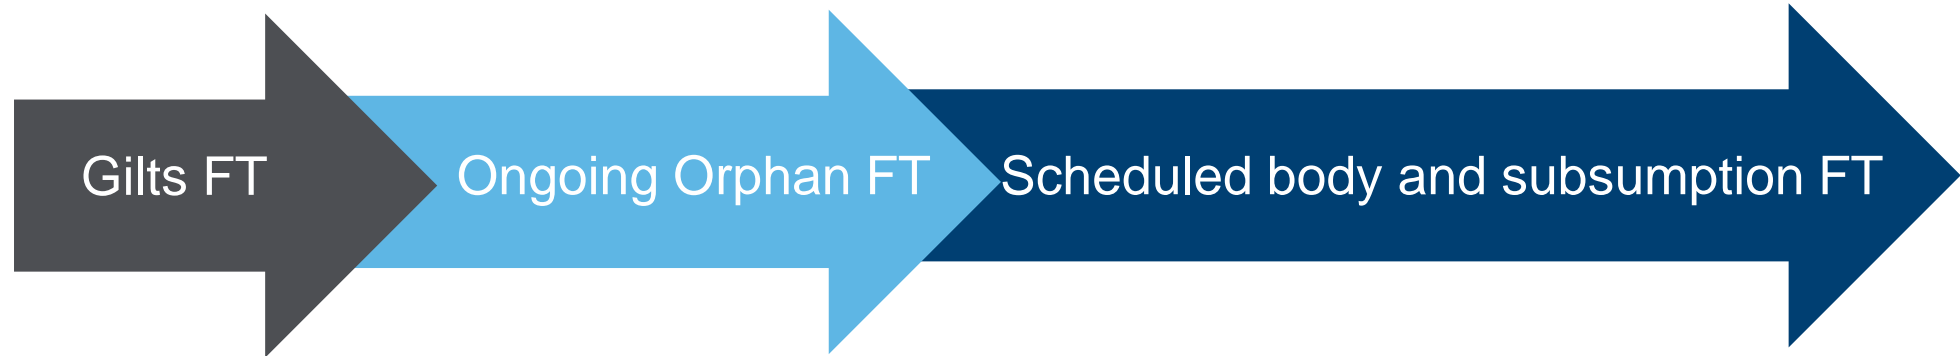 Gilts FT
Ongoing Orphan FT
Scheduled body and subsumption FT